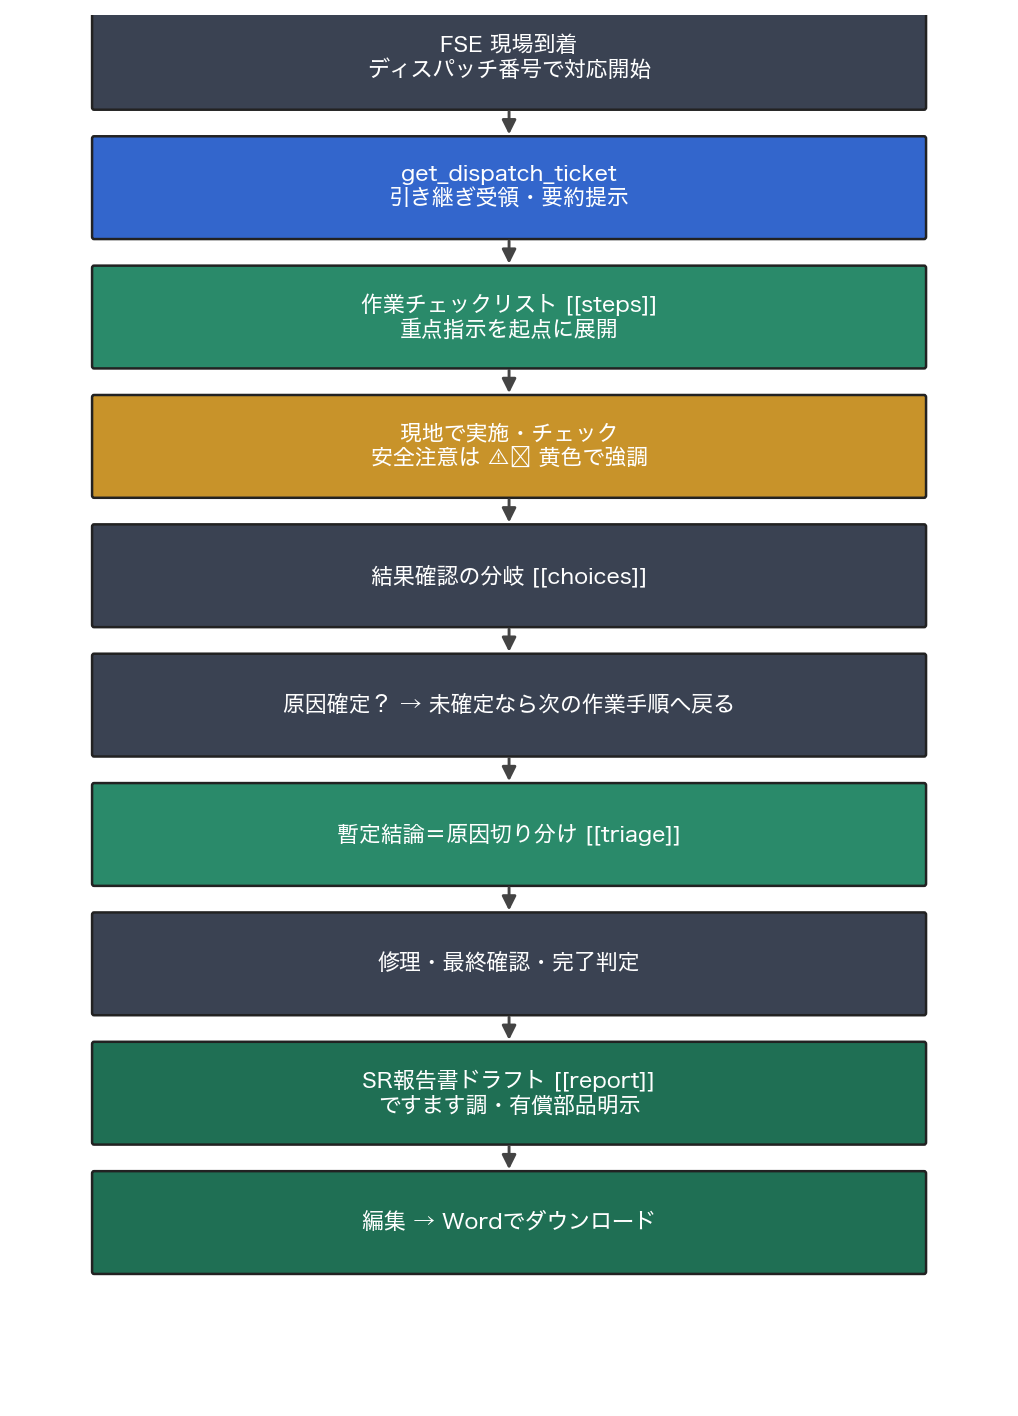 FSE 現場到着
ディスパッチ番号で対応開始
get_dispatch_ticket
引き継ぎ受領・要約提示
作業チェックリスト [[steps]]
重点指示を起点に展開
現地で実施・チェック
安全注意は ⚠ 黄色で強調
結果確認の分岐 [[choices]]
原因確定？ → 未確定なら次の作業手順へ戻る
暫定結論＝原因切り分け [[triage]]
修理・最終確認・完了判定
SR報告書ドラフト [[report]]
ですます調・有償部品明示
編集 → Wordでダウンロード